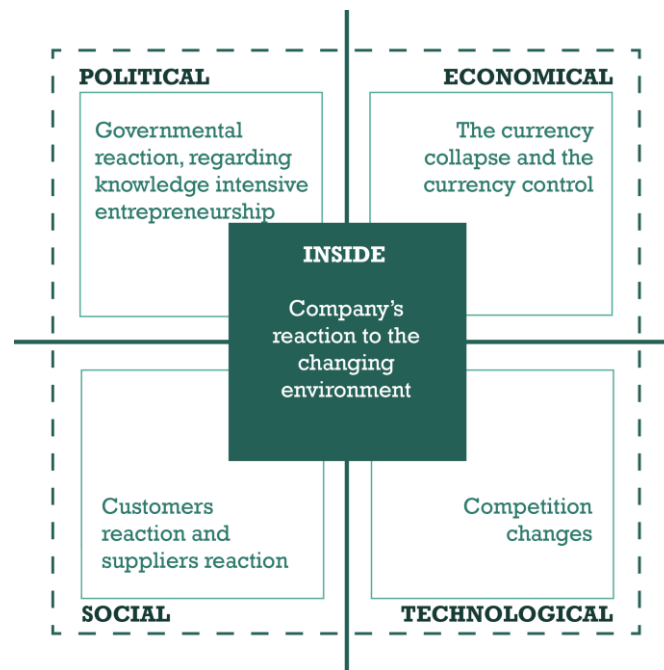 POLITICAL
Governmental
reaction, regarding
knowledge intensive
entrepreneurship
ECONOMICAL
The currency
collapse and the
currency control
INSIDE
Company's
reaction to the
changing
environment
Customers
reaction and
suppliers reaction
SOCIAL
Competition
changes
TECHNOLOGICAL